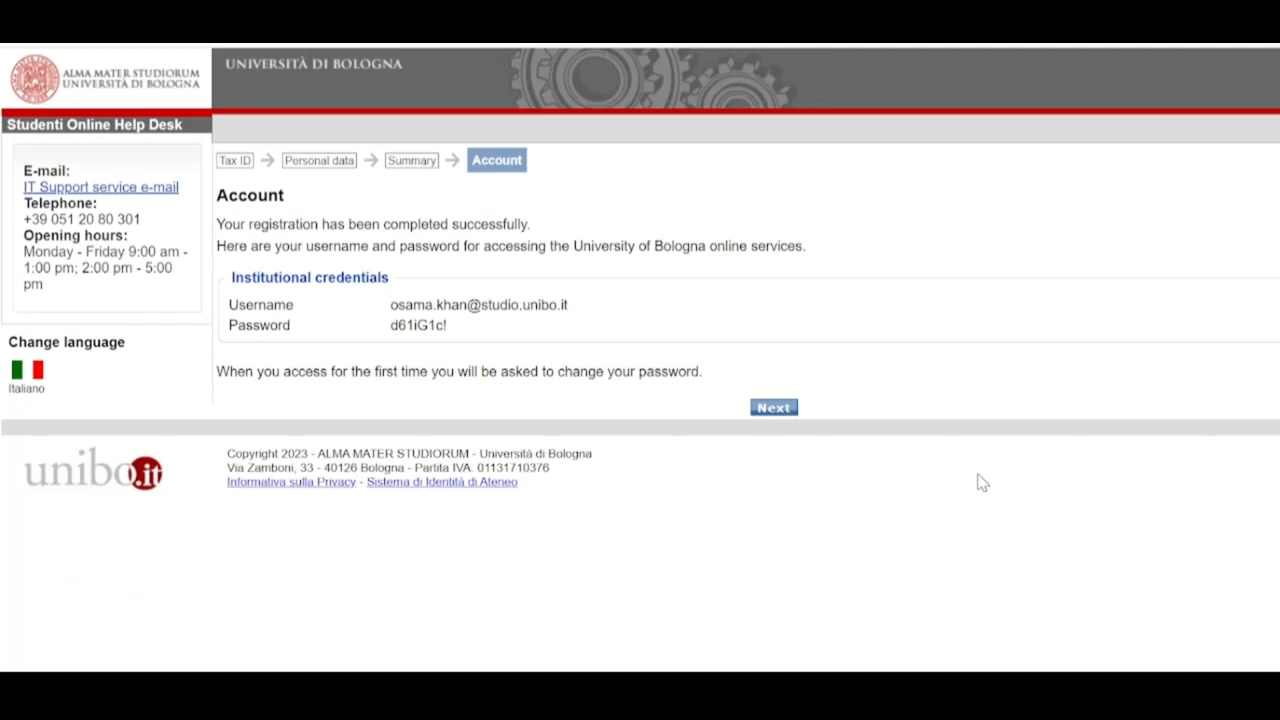 ALMA MATER STUDIORUM
UNIVERSITÀ DI BOLOGNA
UNIVERSITÀ DI BOLOGNA
Studenti Online Help Desk
E-mail:
IT Support service e-mail
Telephone:
+39 051 20 80 301
Opening hours:
Monday - Friday 9:00 am -
1:00 pm; 2:00 pm - 5:00
pm
Change language
Italiano
Tax ID
Personal data
Summary
Account
Account
Your registration has been completed successfully.
Here are your username and password for accessing the University of Bologna online services.
Institutional credentials
Username osama.khan@studio.unibo.it
Password d61iG1c!
When you access for the first time you will be asked to change your password.
Next
unibo.it
Copyright 2023 - ALMA MATER STUDIORUM - Università di Bologna
Via Zamboni, 33 - 40126 Bologna - Partita IVA: 01131710376
Informativa sulla Privacy - Sistema di Identità di Ateneo